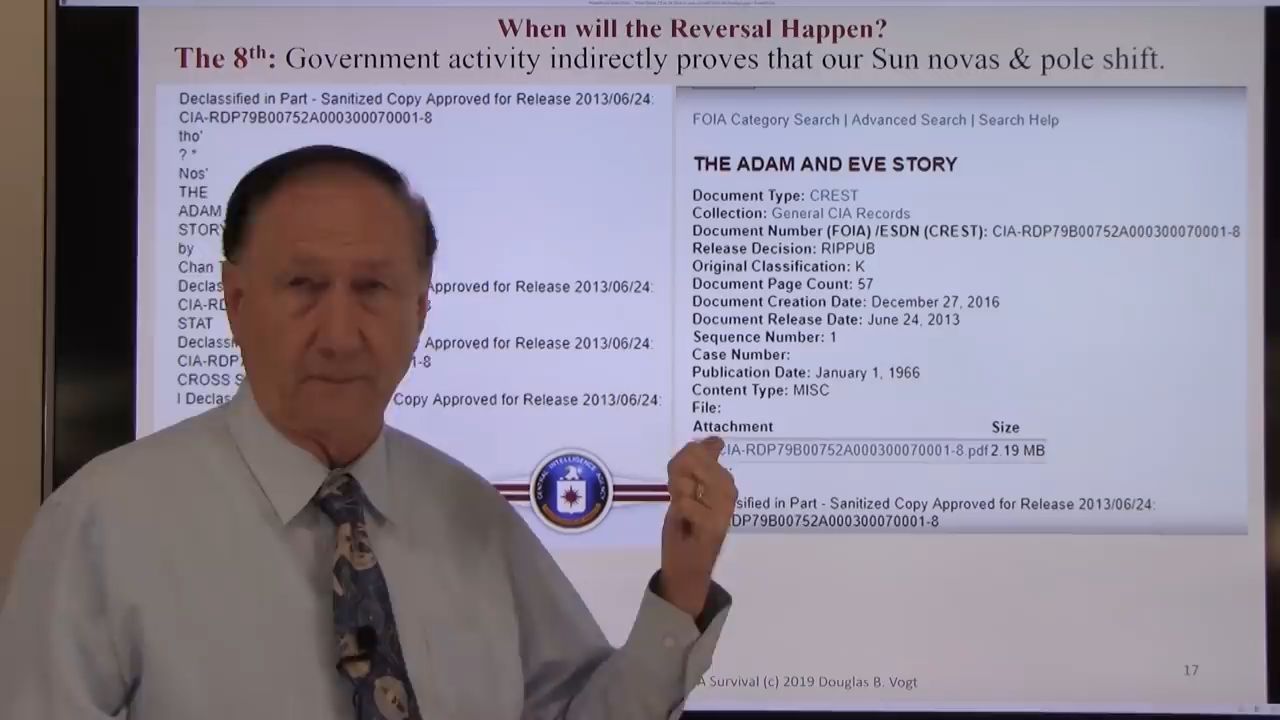 When will the Reversal Happen?
The 8th: Government activity indirectly proves that our Sun novas & pole shift.
Declassified in Part - Sanitized Copy Approved for Release 2013/06/24:
CIA-RDP79B00752A000300070001-8
tho'
? *
Nos'
THE
ADAM
STORY
by
Chan
Declas approved for Release 2013/06/24:
CIA-RD
STAT
Declassi Approved for Release 2013/06/24:
CIA-RDP -8
CROSS S
I Declas Copy Approved for Release 2013/06/24:
CENTRAL INTELLIGENCE AGENCY
FOIA Category Search | Advanced Search | Search Help
THE ADAM AND EVE STORY
Document Type: CREST
Collection: General CIA Records
Document Number (FOIA) /ESDN (CREST): CIA-RDP79B00752A000300070001-8
Release Decision: RIPPUB
Original Classification: K
Document Page Count: 57
Document Creation Date: December 27, 2016
Document Release Date: June 24, 2013
Sequence Number: 1
Case Number:
Publication Date: January 1, 1966
Content Type: MISC
File:
Attachment Size
CIA-RDP79B00752A000300070001-8.pdf 2.19 MB
sified in Part - Sanitized Copy Approved for Release 2013/06/24:
DP79B00752A000300070001-8
A Survival (c) 2019 Douglas B. Vogt
17